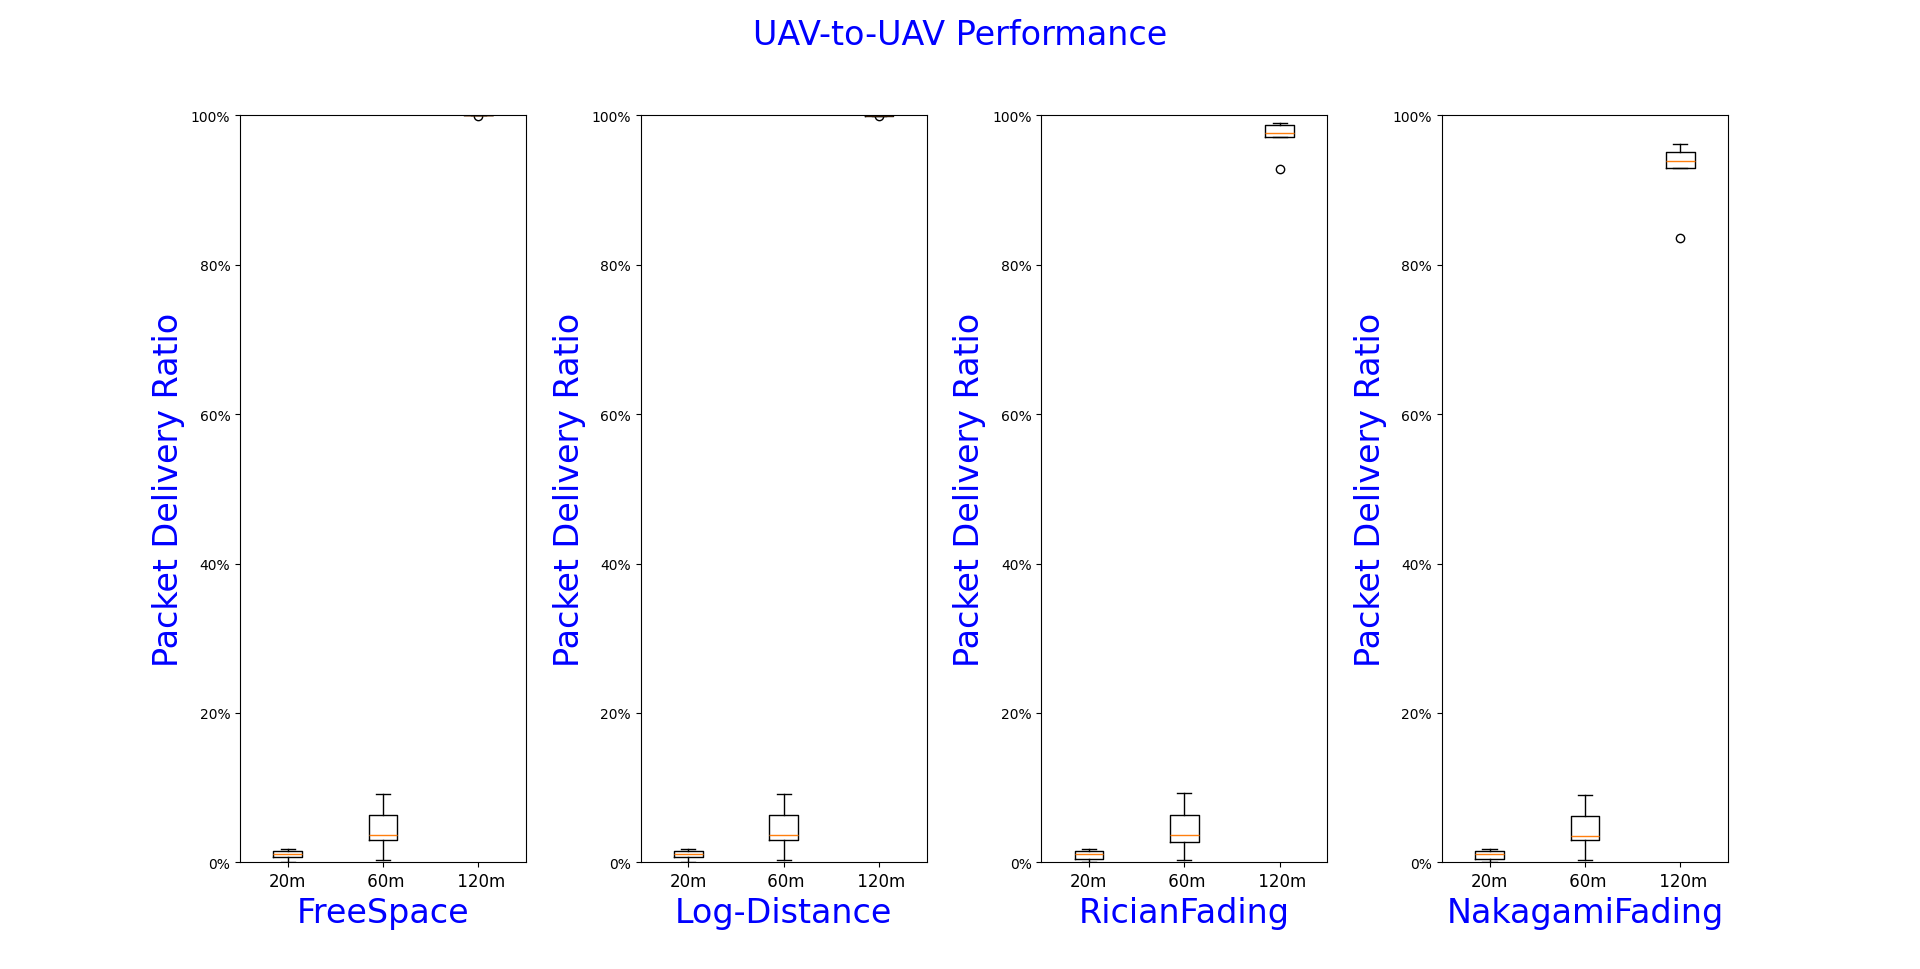 UAV-to-UAV Performance
Packet Delivery Ratio
100%
80%
60%
40%
20%
0%
20m
60m
120m
FreeSpace
Packet Delivery Ratio
100%
80%
60%
40%
20%
0%
20m
60m
120m
Log-Distance
Packet Delivery Ratio
100%
80%
60%
40%
20%
0%
20m
60m
120m
RicianFading
Packet Delivery Ratio
100%
80%
60%
40%
20%
0%
20m
60m
120m
NakagamiFading